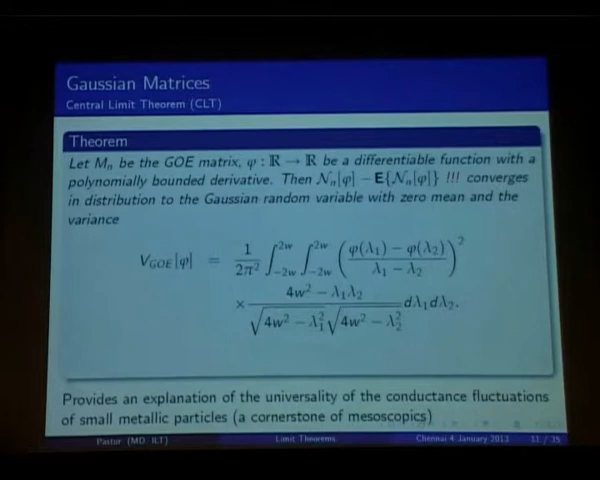 Gaussian Matrices
Central Limit Theorem (CLT)
Theorem
Let Mₙ be the GOE matrix, φ : ℝ → ℝ be a differentiable function with a
polynomially bounded derivative. Then 𝒩ₙ[φ] − E{𝒩ₙ[φ]} !!! converges
in distribution to the Gaussian random variable with zero mean and the
variance
V_GOE[φ] = 1/2π² ∫_{-2w}^{2w} ∫_{-2w}^{2w} (φ(λ₁) − φ(λ₂) / λ₁ − λ₂)²
× 4w² − λ₁λ₂ / √4w² − λ₁² √4w² − λ₂² dλ₁dλ₂.
Provides an explanation of the universality of the conductance fluctuations
of small metallic particles (a cornerstone of mesoscopics)
Pastur (MD ILT) Limit Theorems Chennai 4 January 2013 11 /